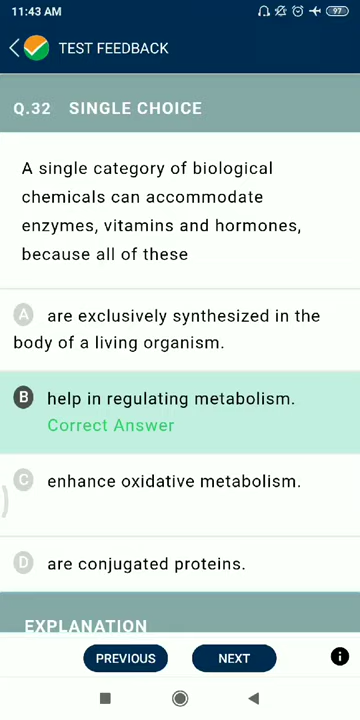 11:43 AM
97
TEST FEEDBACK
Q.32 SINGLE CHOICE
A single category of biological
chemicals can accommodate
enzymes, vitamins and hormones,
because all of these
A are exclusively synthesized in the
body of a living organism.
B help in regulating metabolism.
Correct Answer
C enhance oxidative metabolism.
D are conjugated proteins.
EXPLANATION
PREVIOUS
NEXT